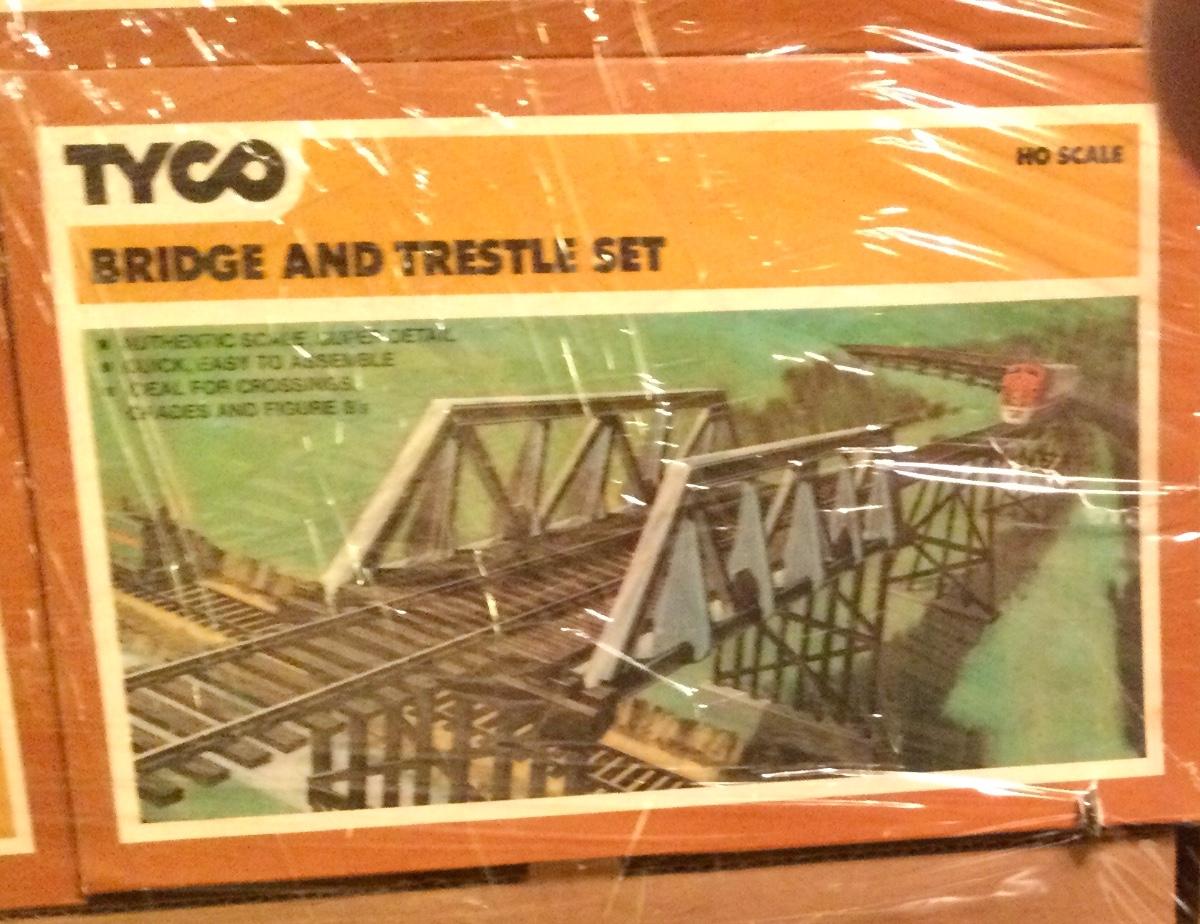 TYCO
HO SCALE
BRIDGE AND TRESTLE SET
AUTHENTIC SCALE, SUPER DETAIL
QUICK, EASY TO ASSEMBLE
IDEAL FOR CROSSINGS,
GRADES AND FIGURE 8's